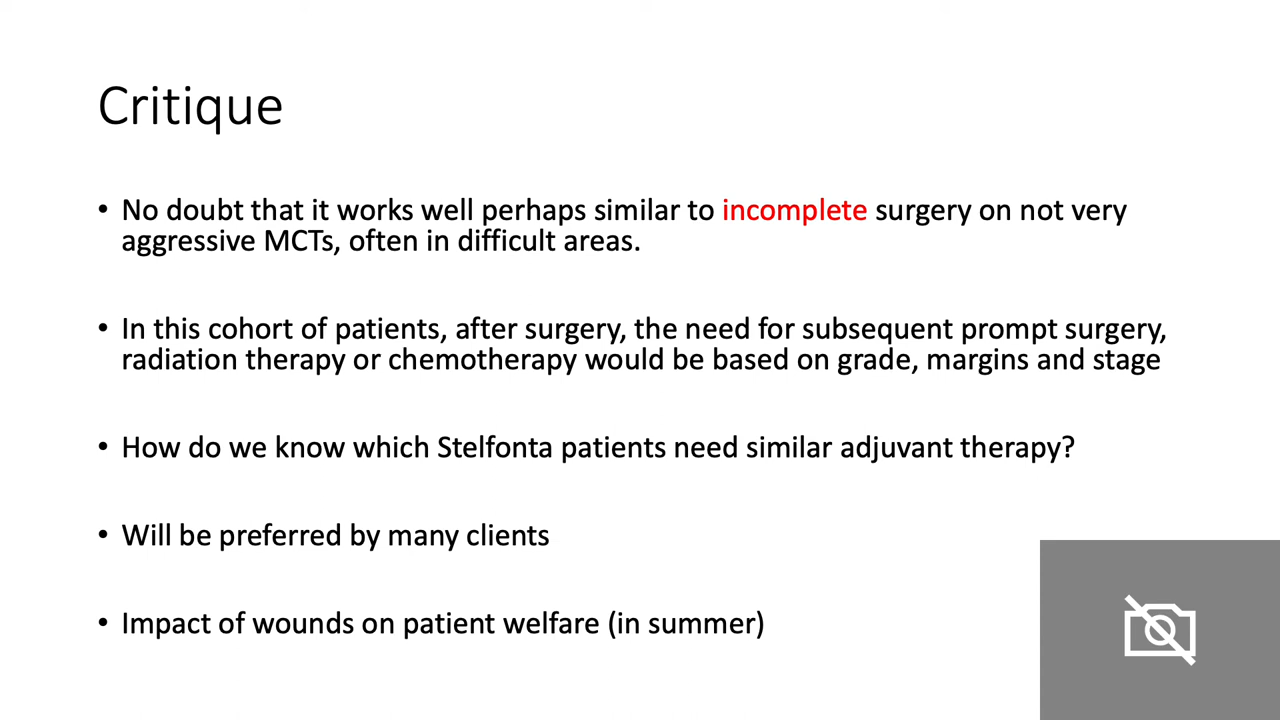 Critique
• No doubt that it works well perhaps similar to incomplete surgery on not very
aggressive MCTs, often in difficult areas.
• In this cohort of patients, after surgery, the need for subsequent prompt surgery,
radiation therapy or chemotherapy would be based on grade, margins and stage
• How do we know which Stelfonta patients need similar adjuvant therapy?
• Will be preferred by many clients
• Impact of wounds on patient welfare (in summer)